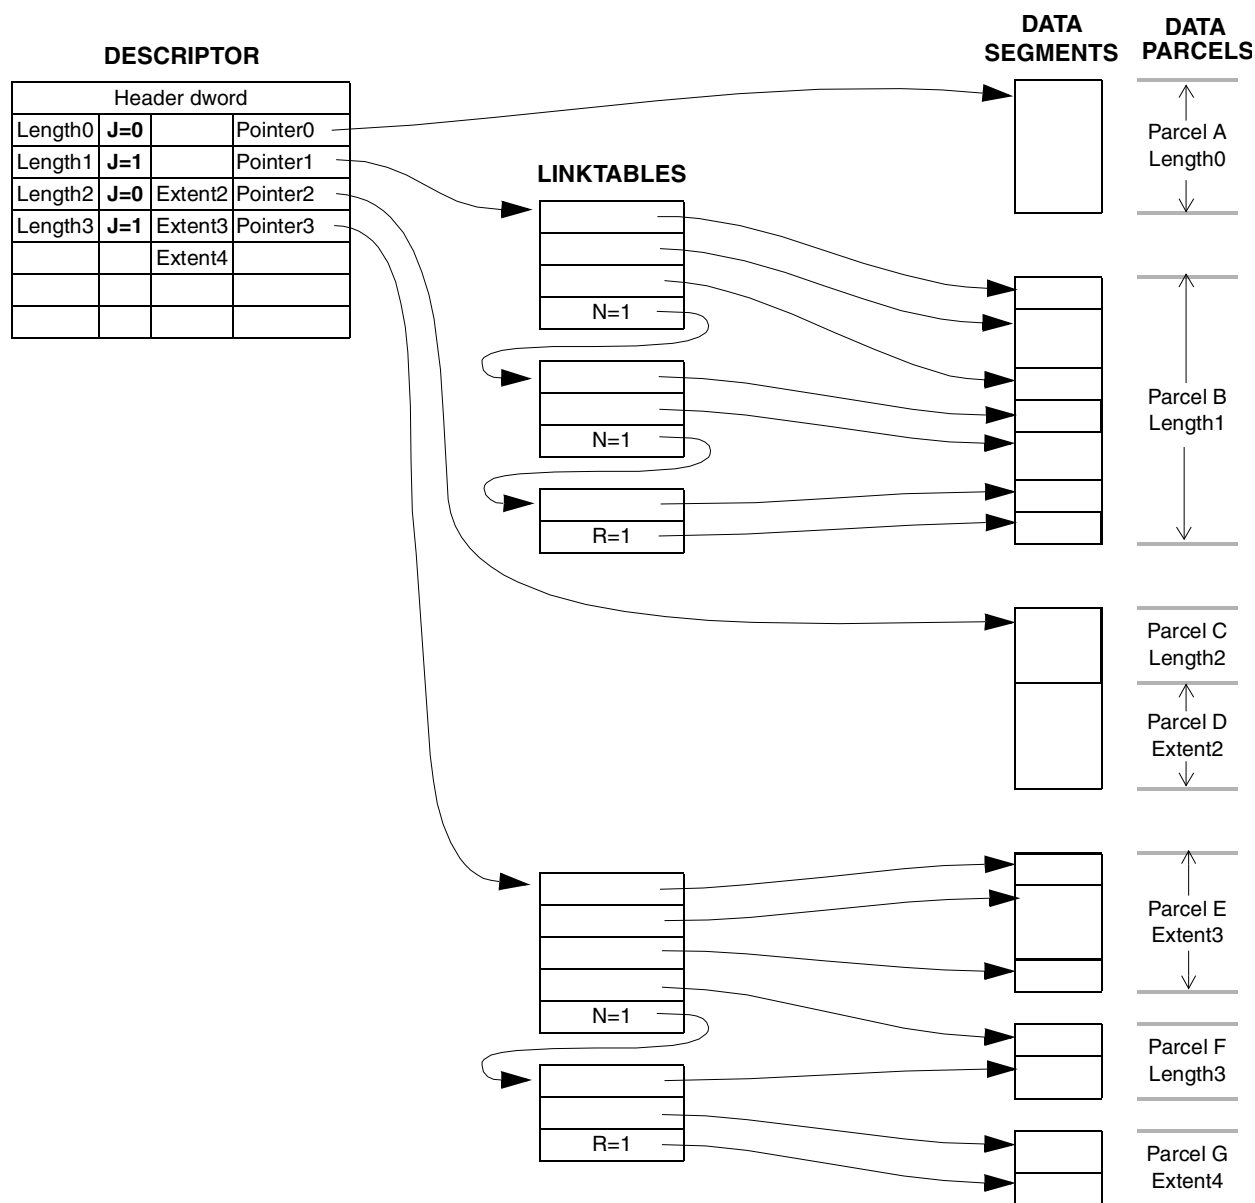 DESCRIPTOR
Header dword
Length0 J=0 Pointer0
Length1 J=1 Pointer1
Length2 J=0 Extent2 Pointer2
Length3 J=1 Extent3 Pointer3
Extent4
LINKTABLES
N=1
N=1
R=1
N=1
R=1
DATA
SEGMENTS
DATA
PARCELS
Parcel A
Length0
Parcel B
Length1
Parcel C
Length2
Parcel D
Extent2
Parcel E
Extent3
Parcel F
Length3
Parcel G
Extent4